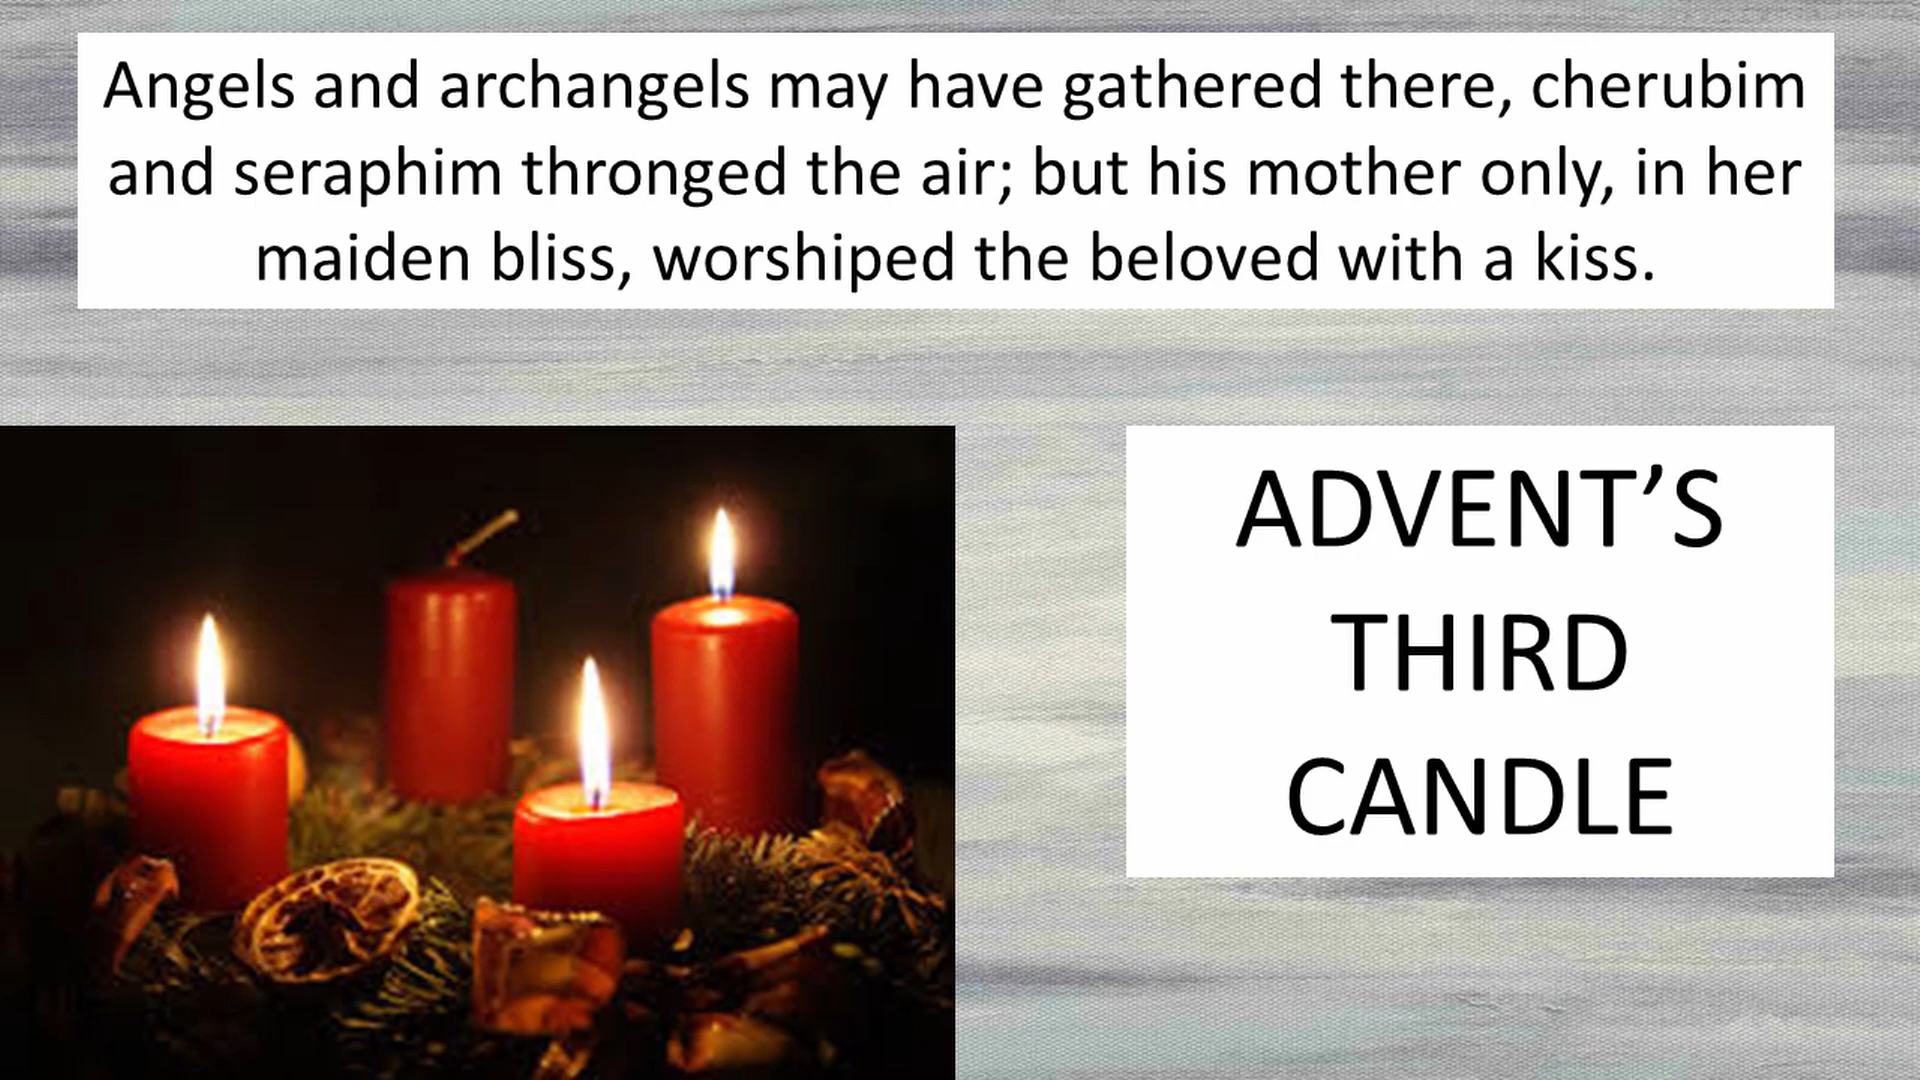 Angels and archangels may have gathered there, cherubim
and seraphim thronged the air; but his mother only, in her
maiden bliss, worshiped the beloved with a kiss.
ADVENT’S
THIRD
CANDLE